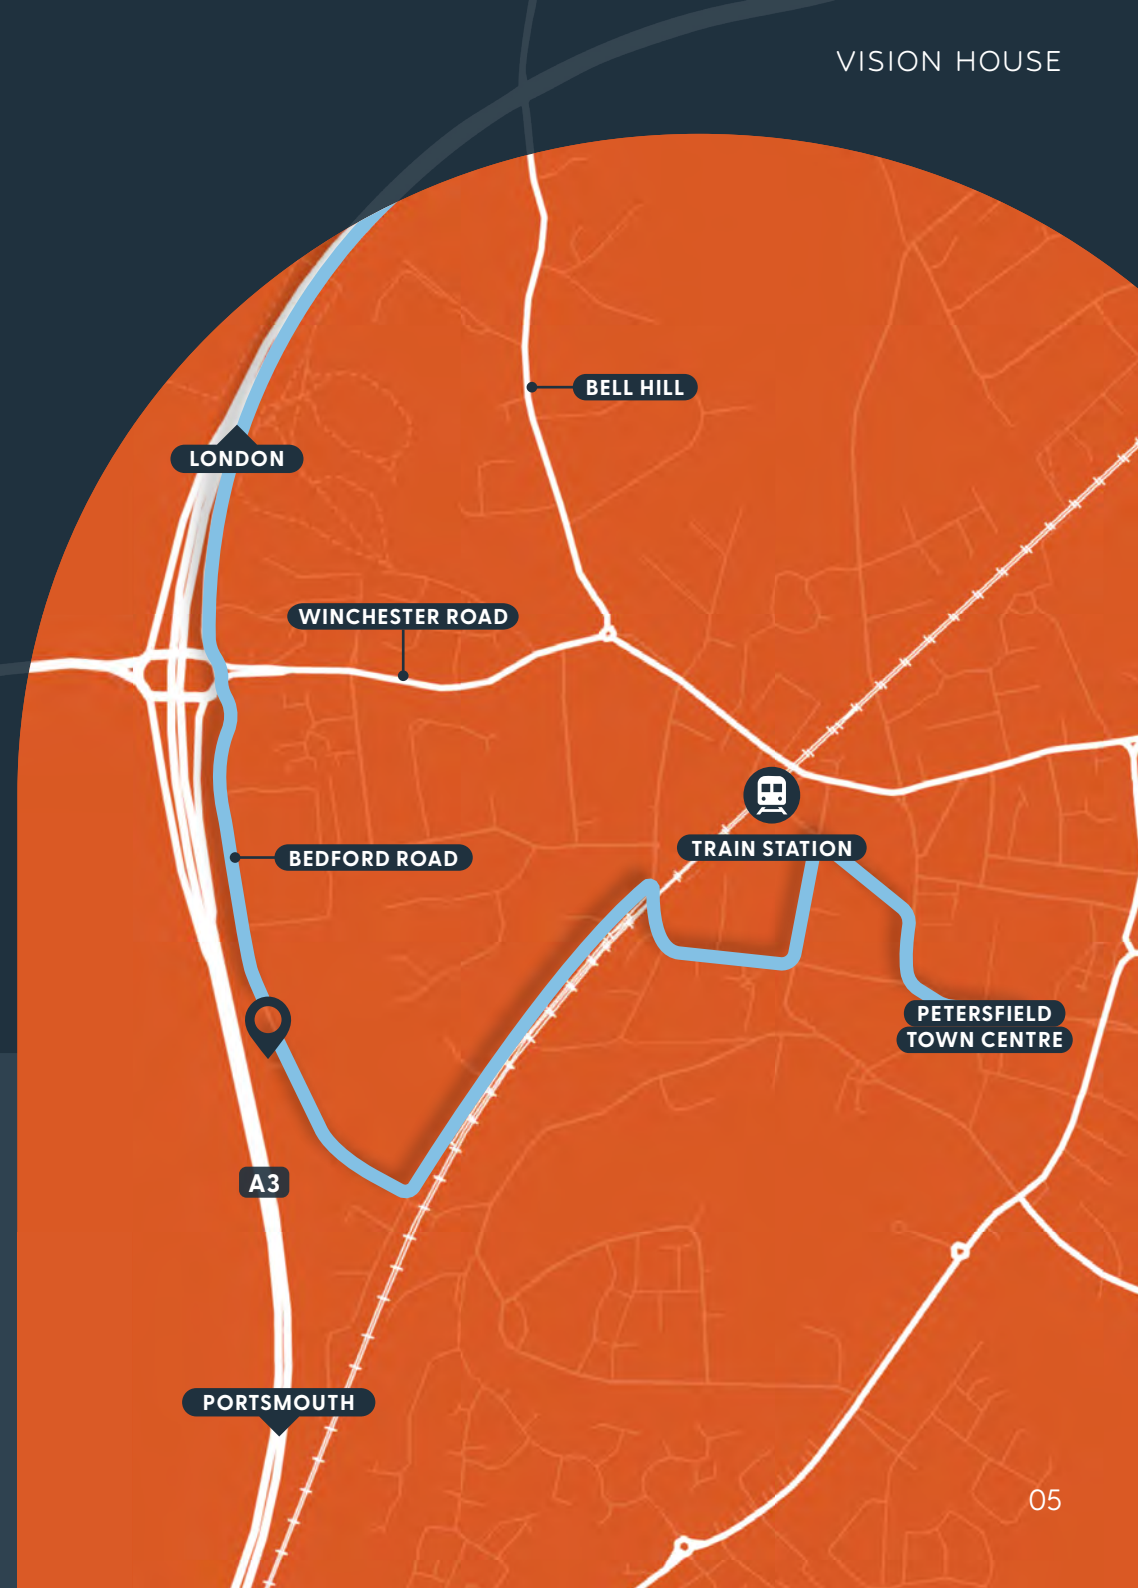 VISION HOUSE
BELL HILL
LONDON
WINCHESTER ROAD
TRAIN STATION
BEDFORD ROAD
PETERSFIELD
TOWN CENTRE
A3
PORTSMOUTH
05